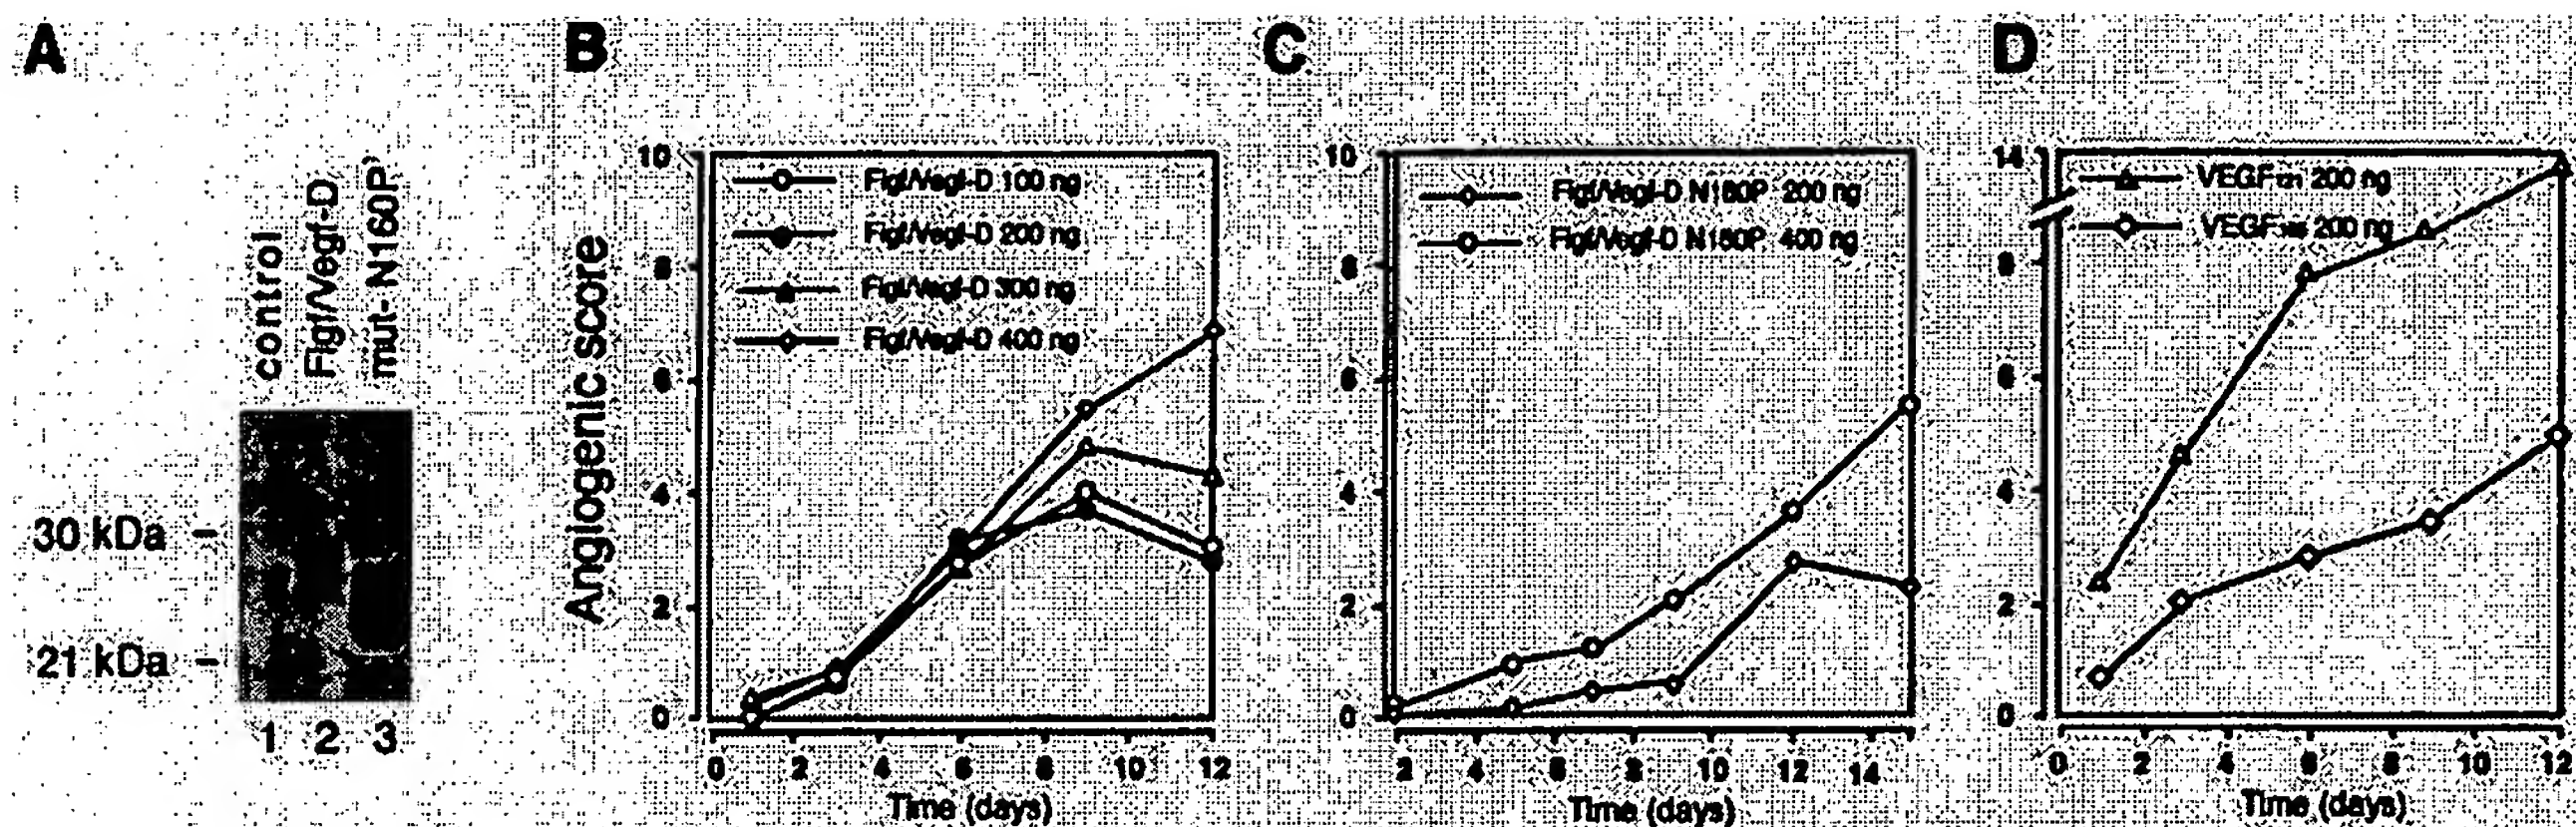 A
control
Figf/Vegf-D
mut- N160P
30 kDa -
21 kDa -
1 2 3
B
Angiogenic score
10
8
6
4
2
0
Figf/Vegf-D 100 ng
Figf/Vegf-D 200 ng
Figf/Vegf-D 300 ng
Figf/Vegf-D 400 ng
0 2 4 6 8 10 12
Time (days)
C
10
8
6
4
2
0
Figf/Vegf-D N160P 200 ng
Figf/Vegf-D N160P 400 ng
2 4 6 8 10 12 14
Time (days)
D
14
8
6
4
2
0
200 ng
200 ng
0 2 4 6 8 10 12
Time (days)